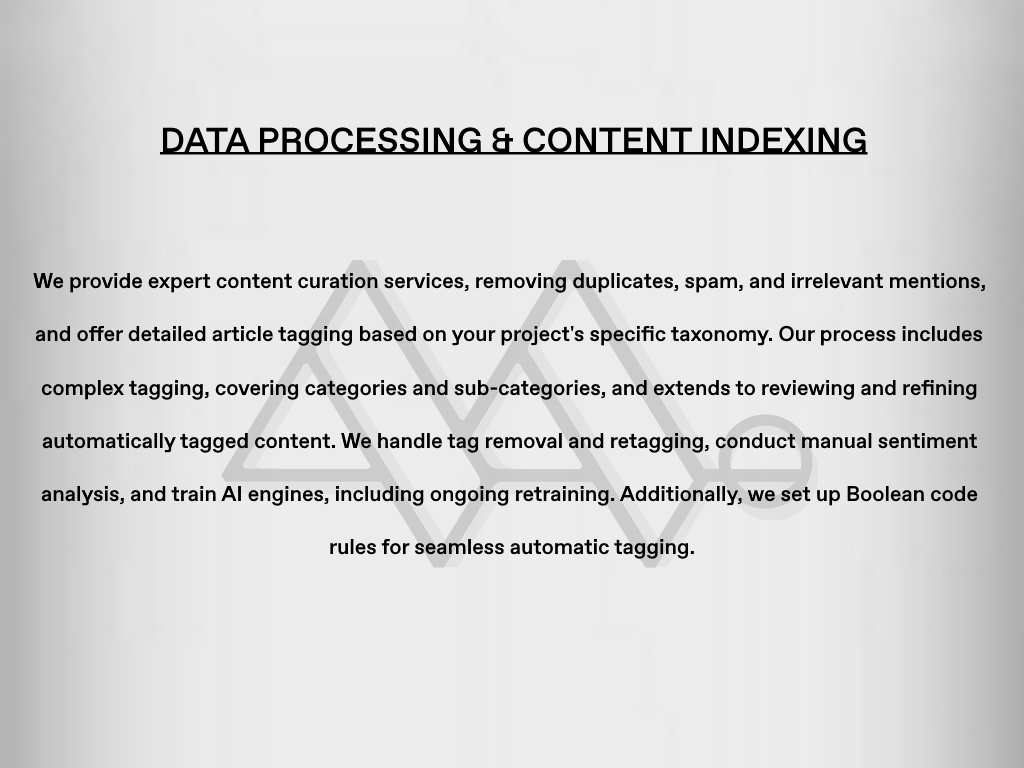 DATA PROCESSING & CONTENT INDEXING
We provide expert content curation services, removing duplicates, spam, and irrelevant mentions,
and offer detailed article tagging based on your project's specific taxonomy. Our process includes
complex tagging, covering categories and sub-categories, and extends to reviewing and refining
automatically tagged content. We handle tag removal and retagging, conduct manual sentiment
analysis, and train AI engines, including ongoing retraining. Additionally, we set up Boolean code
rules for seamless automatic tagging.